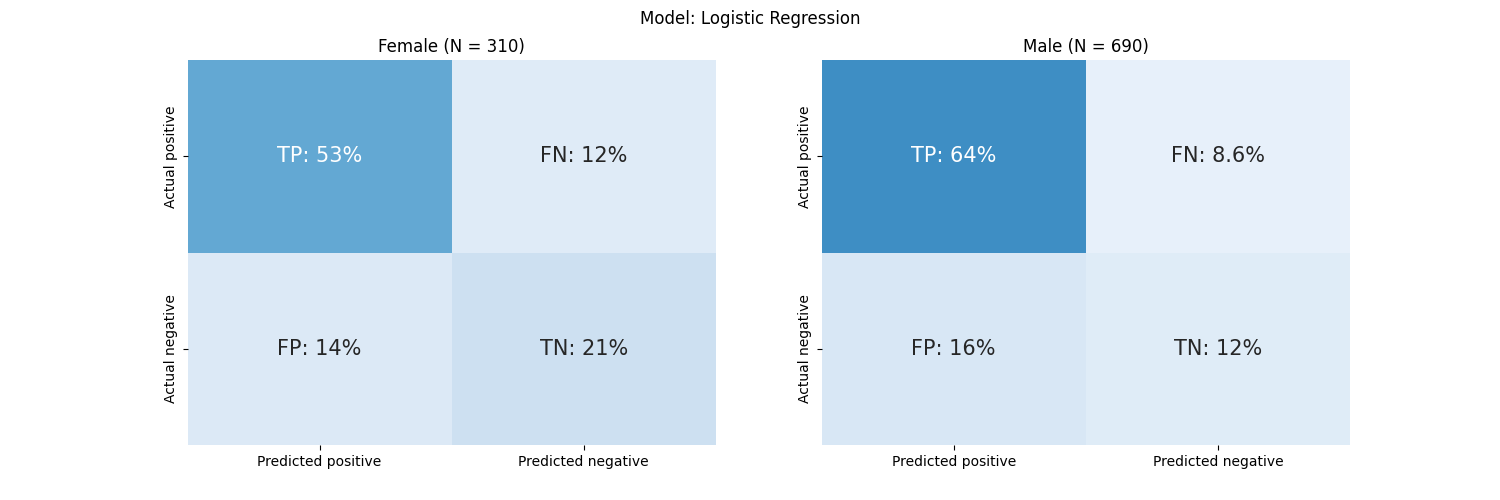 Model: Logistic Regression
Female (N = 310)
Actual positive
TP: 53%
FN: 12%
Actual negative
FP: 14%
TN: 21%
Predicted positive
Predicted negative
Male (N = 690)
Actual positive
TP: 64%
FN: 8.6%
Actual negative
FP: 16%
TN: 12%
Predicted positive
Predicted negative